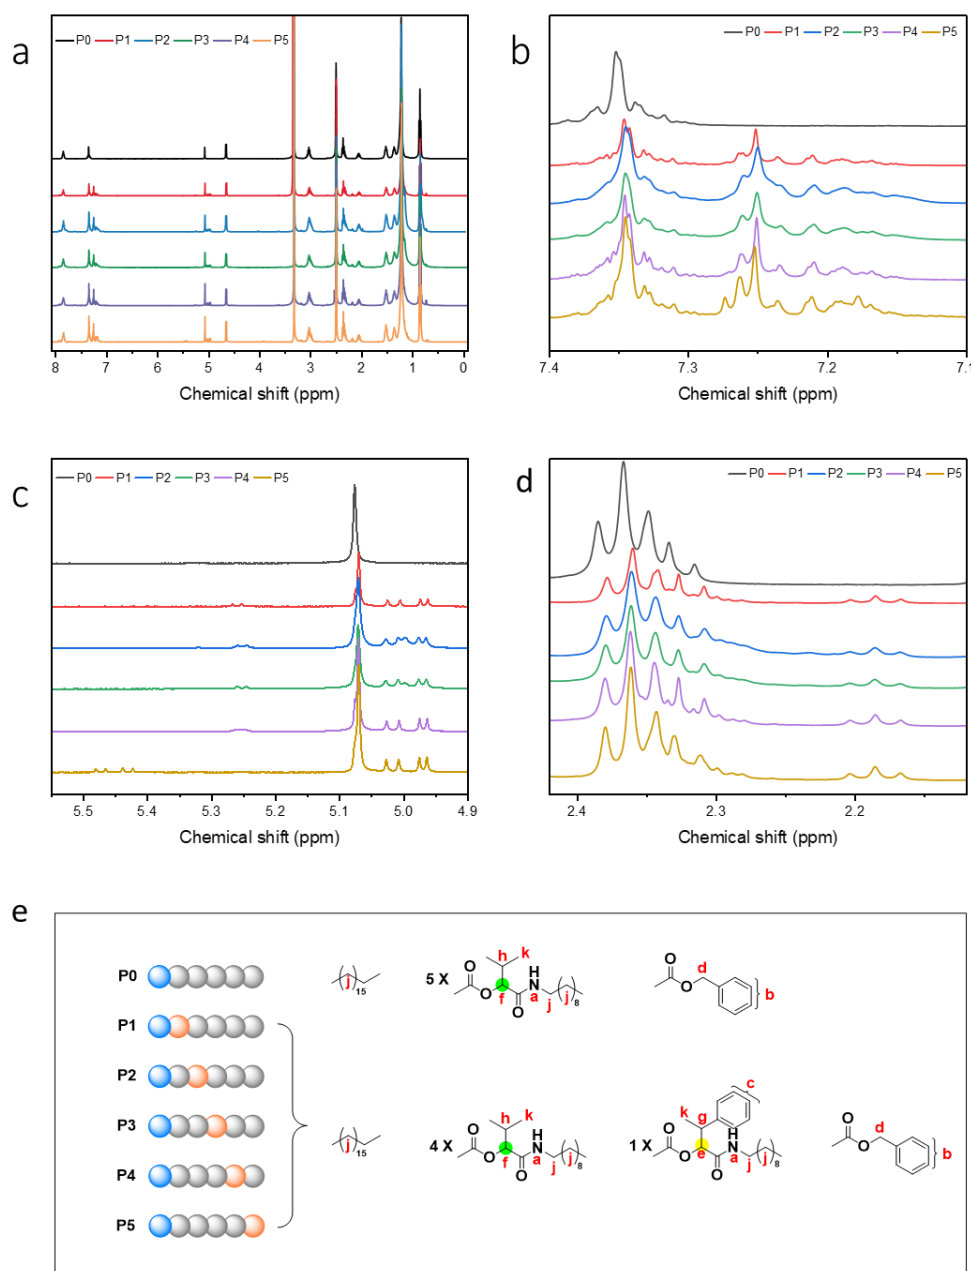 a
P0 P1 P2 P3 P4 P5
8 7 6 5 4 3 2 1 0
Chemical shift (ppm)
b
P0 P1 P2 P3 P4 P5
7.4 7.3 7.2 7.1
Chemical shift (ppm)
c
P0 P1 P2 P3 P4 P5
5.5 5.4 5.3 5.2 5.1 5.0 4.9
Chemical shift (ppm)
d
P0 P1 P2 P3 P4 P5
2.4 2.3 2.2
Chemical shift (ppm)
e
P0
j 15
5 X
O O f h k O H N a j j 8
O O d b
P1
P2
P3
P4
P5
j 15
4 X
O O f h k O H N a j j 8
1 X
O O e k g c O H N a j j 8
O O d b